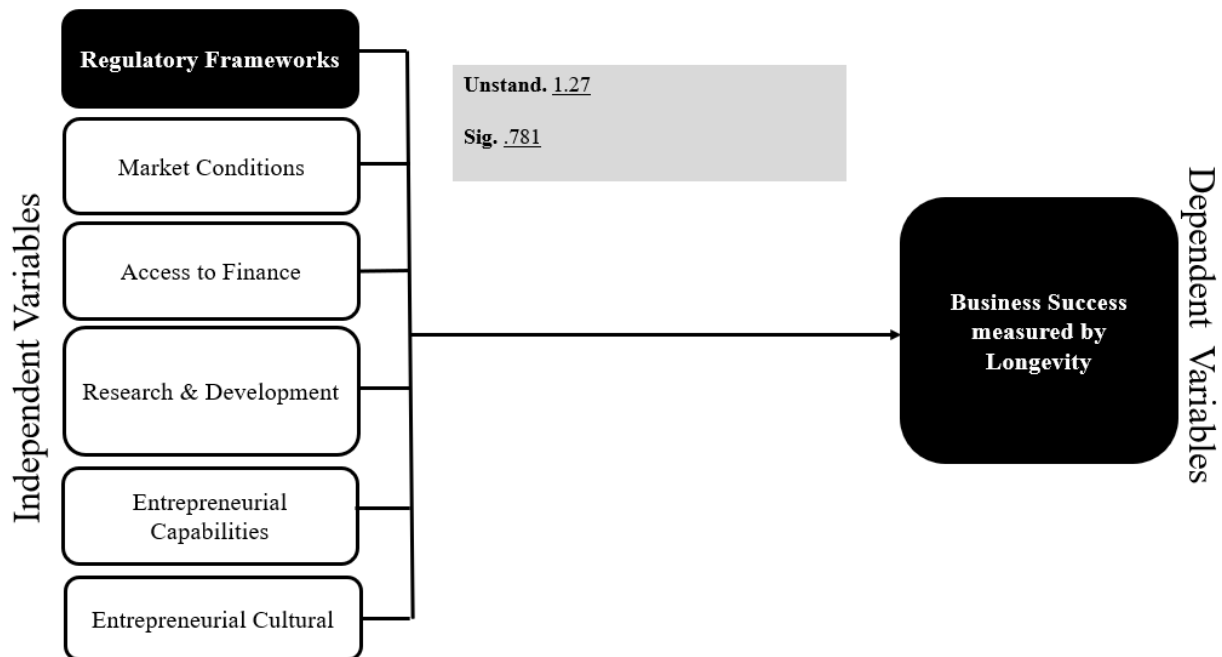 Independent Variables
Regulatory Frameworks
Market Conditions
Access to Finance
Research & Development
Entrepreneurial
Capabilities
Entrepreneurial Cultural
Unstand. 1.27
Sig. .781
Business Success
measured by
Longevity
Dependent Variables